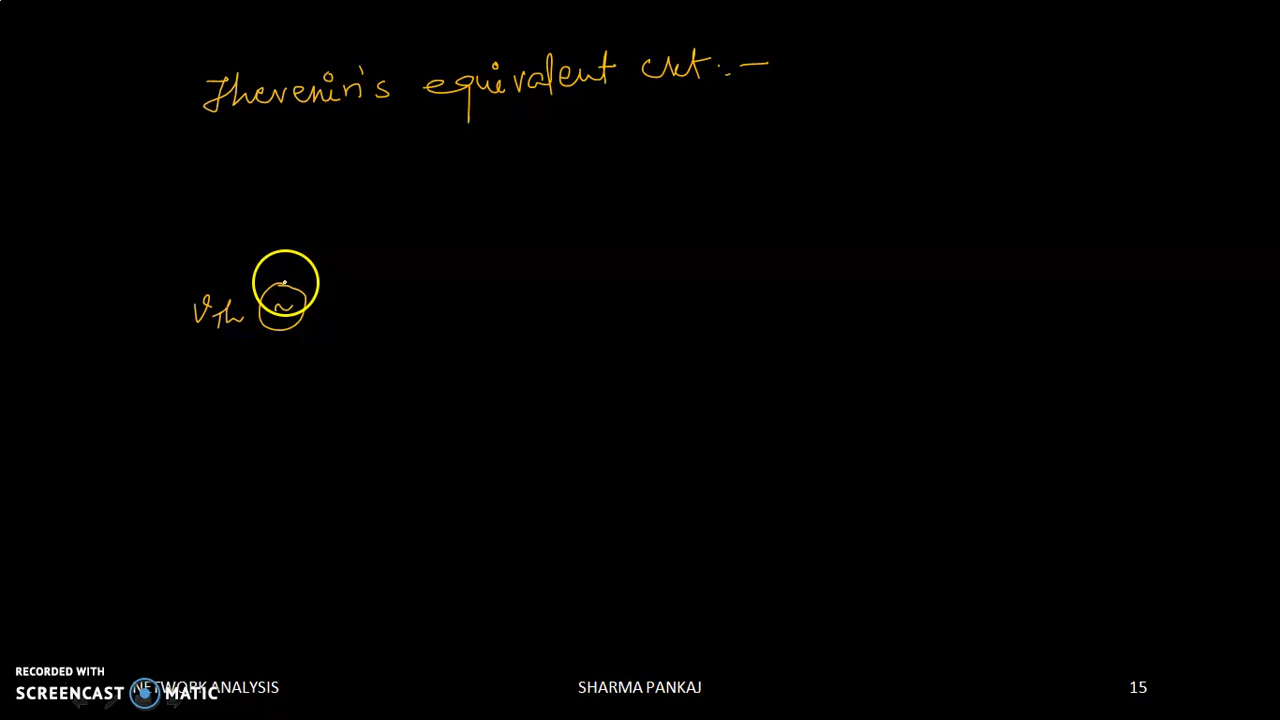 Thevenin's equivalent ckt:-
VTh ~
RECORDED WITH
SCREENCAST MATIC
NETWORK ANALYSIS
SHARMA PANKAJ
15